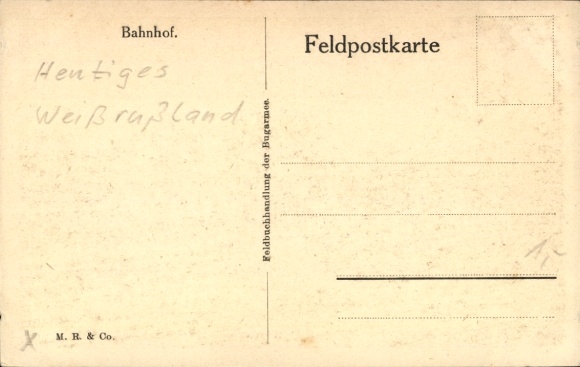 Bahnhof.
Feldpostkarte
Heutiges
Weißrußland
Feldbuchhandlung der Bugarmee.
1,-
X
M. R. & Co.